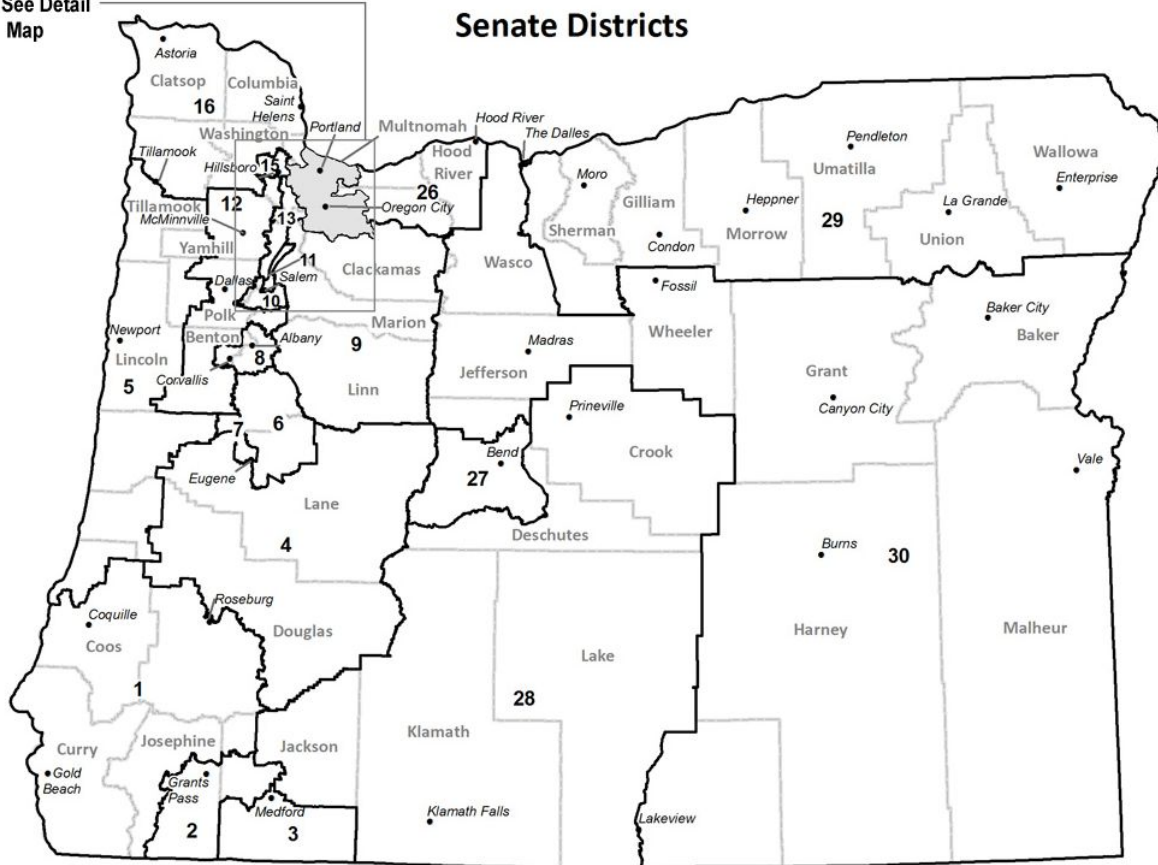 See Detail
Map
Senate Districts
Astoria
Clatsop
Columbia
16
Saint
Helens
Washington
Portland
Multnomah
Hood River
The Dalles
Tillamook
Hillsboro
15
Hood
River
26
Moro
Pendleton
Umatilla
Wallowa
Enterprise
Tillamook
12
McMinnville
13
Oregon City
Gilliam
Heppner
29
La Grande
Sherman
Condon
Morrow
Union
Yamhill
11
Clackamas
Wasco
Dallas
Salem
10
Fossil
Polk
Marion
Baker City
Newport
Benton
Albany
9
Madras
Wheeler
Baker
Lincoln
8
5
Corvallis
Linn
Jefferson
Grant
Canyon City
Prineville
7
6
Bend
Crook
Vale
Eugene
27
Lane
Deschutes
4
Burns
30
Roseburg
Coquille
Coos
Douglas
Harney
Malheur
Lake
1
28
Curry
Josephine
Jackson
Klamath
Gold
Beach
Grants
Pass
Medford
Klamath Falls
Lakeview
2
3